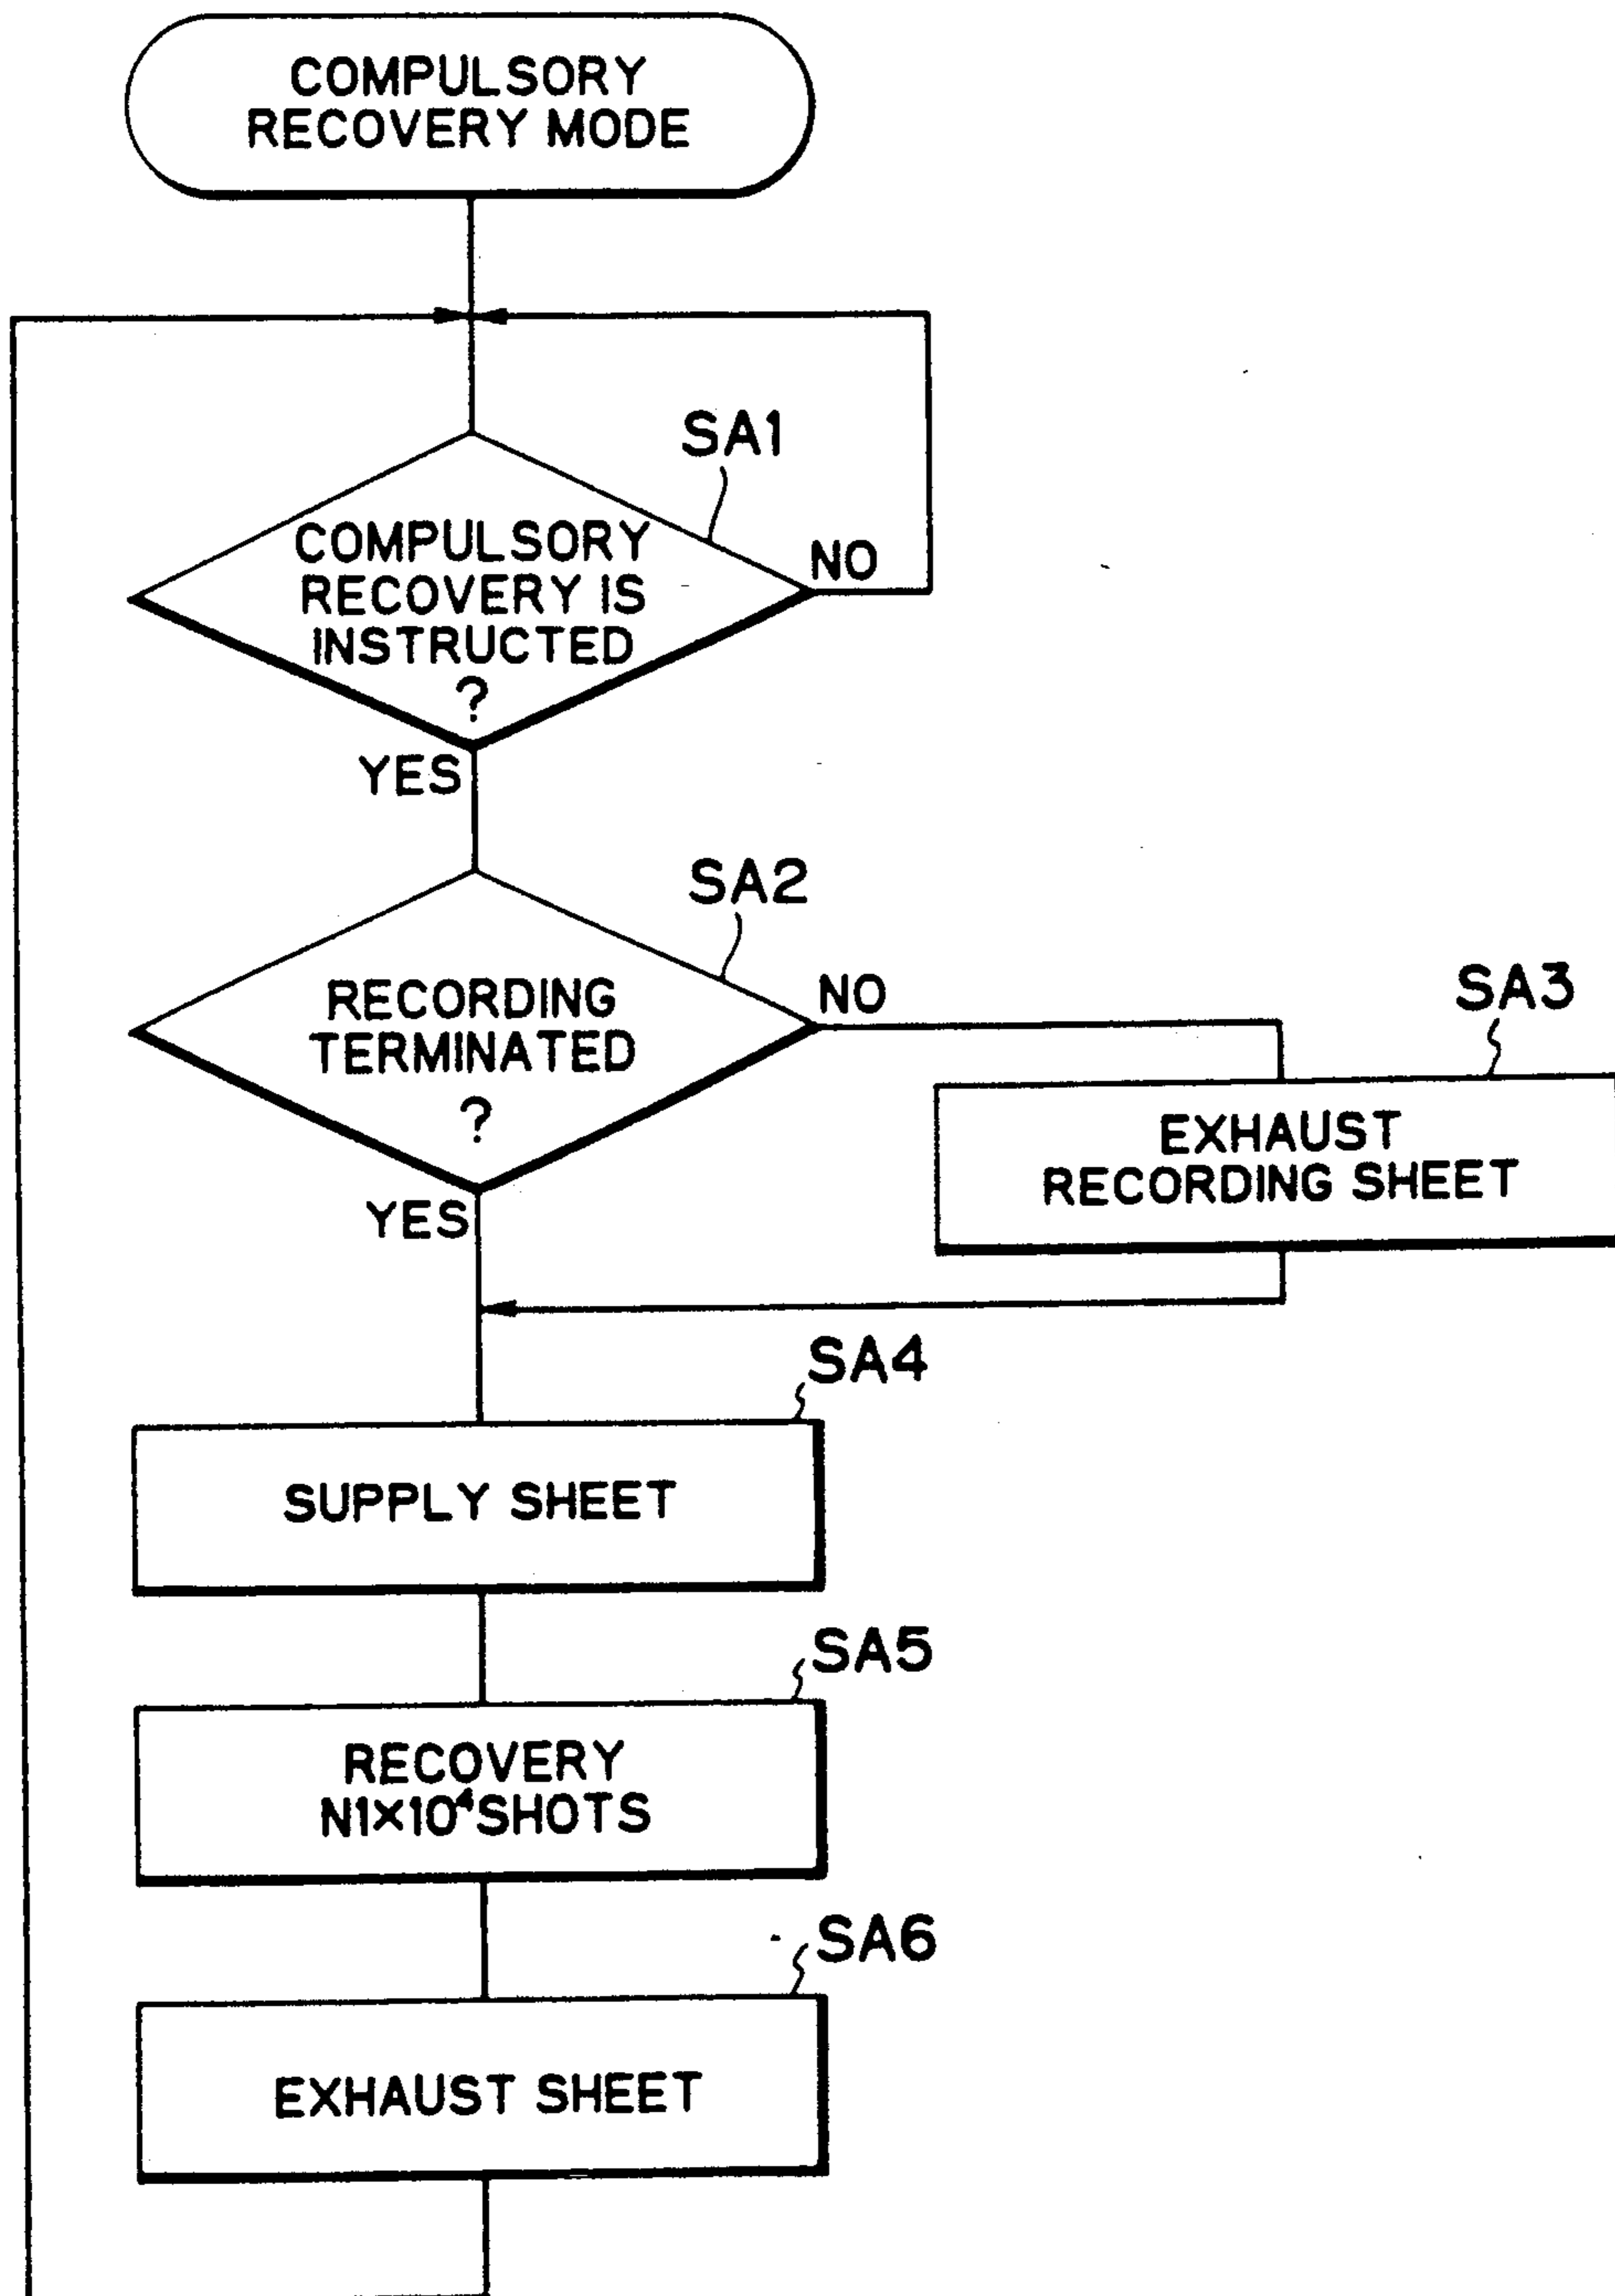 COMPULSORY
RECOVERY MODE
SA1
COMPULSORY
RECOVERY IS
INSTRUCTED
?
NO
YES
SA2
RECORDING
TERMINATED
?
NO
YES
SA3
EXHAUST
RECORDING SHEET
SA4
SUPPLY SHEET
SA5
RECOVERY
N1×10⁴SHOTS
SA6
EXHAUST SHEET